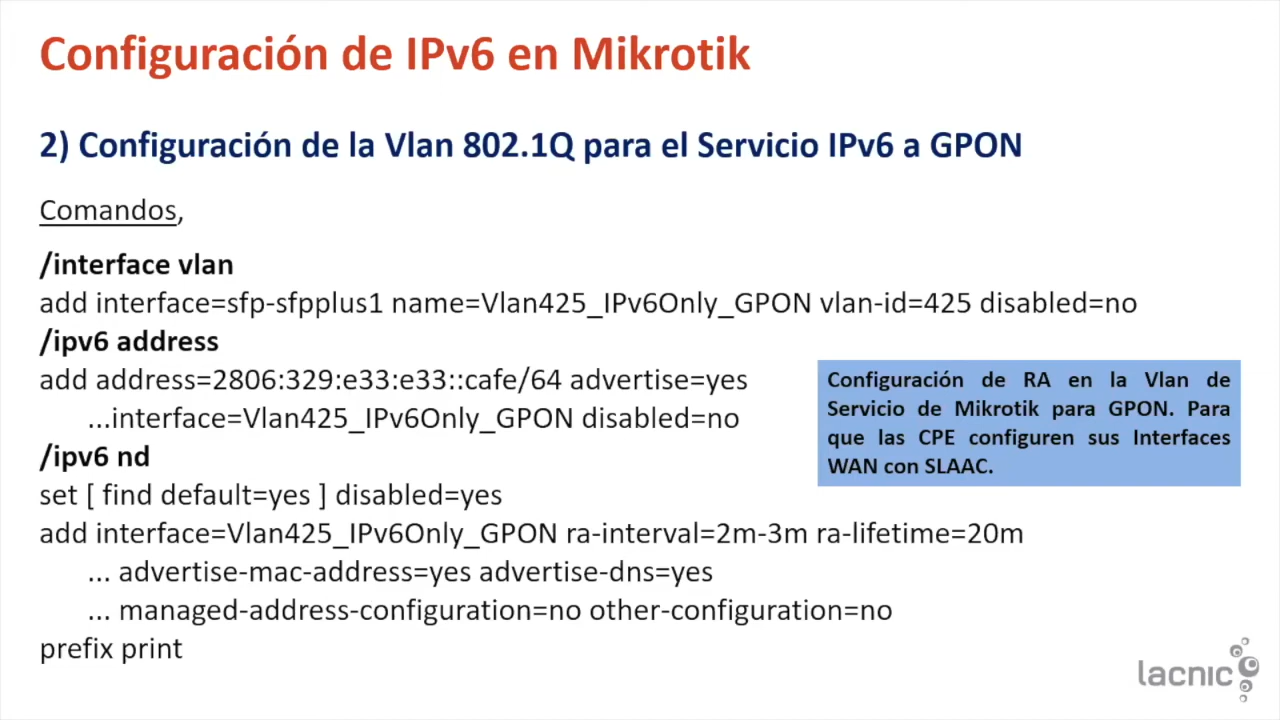 Configuración de IPv6 en Mikrotik
2) Configuración de la Vlan 802.1Q para el Servicio IPv6 a GPON
Comandos,
/interface vlan
add interface=sfp-sfpplus1 name=Vlan425_IPv6Only_GPON vlan-id=425 disabled=no
/ipv6 address
add address=2806:329:e33:e33::cafe/64 advertise=yes
...interface=Vlan425_IPv6Only_GPON disabled=no
/ipv6 nd
set [ find default=yes ] disabled=yes
add interface=Vlan425_IPv6Only_GPON ra-interval=2m-3m ra-lifetime=20m
... advertise-mac-address=yes advertise-dns=yes
... managed-address-configuration=no other-configuration=no
prefix print
Configuración de RA en la Vlan de
Servicio de Mikrotik para GPON. Para
que las CPE configuren sus Interfaces
WAN con SLAAC.
lacnic